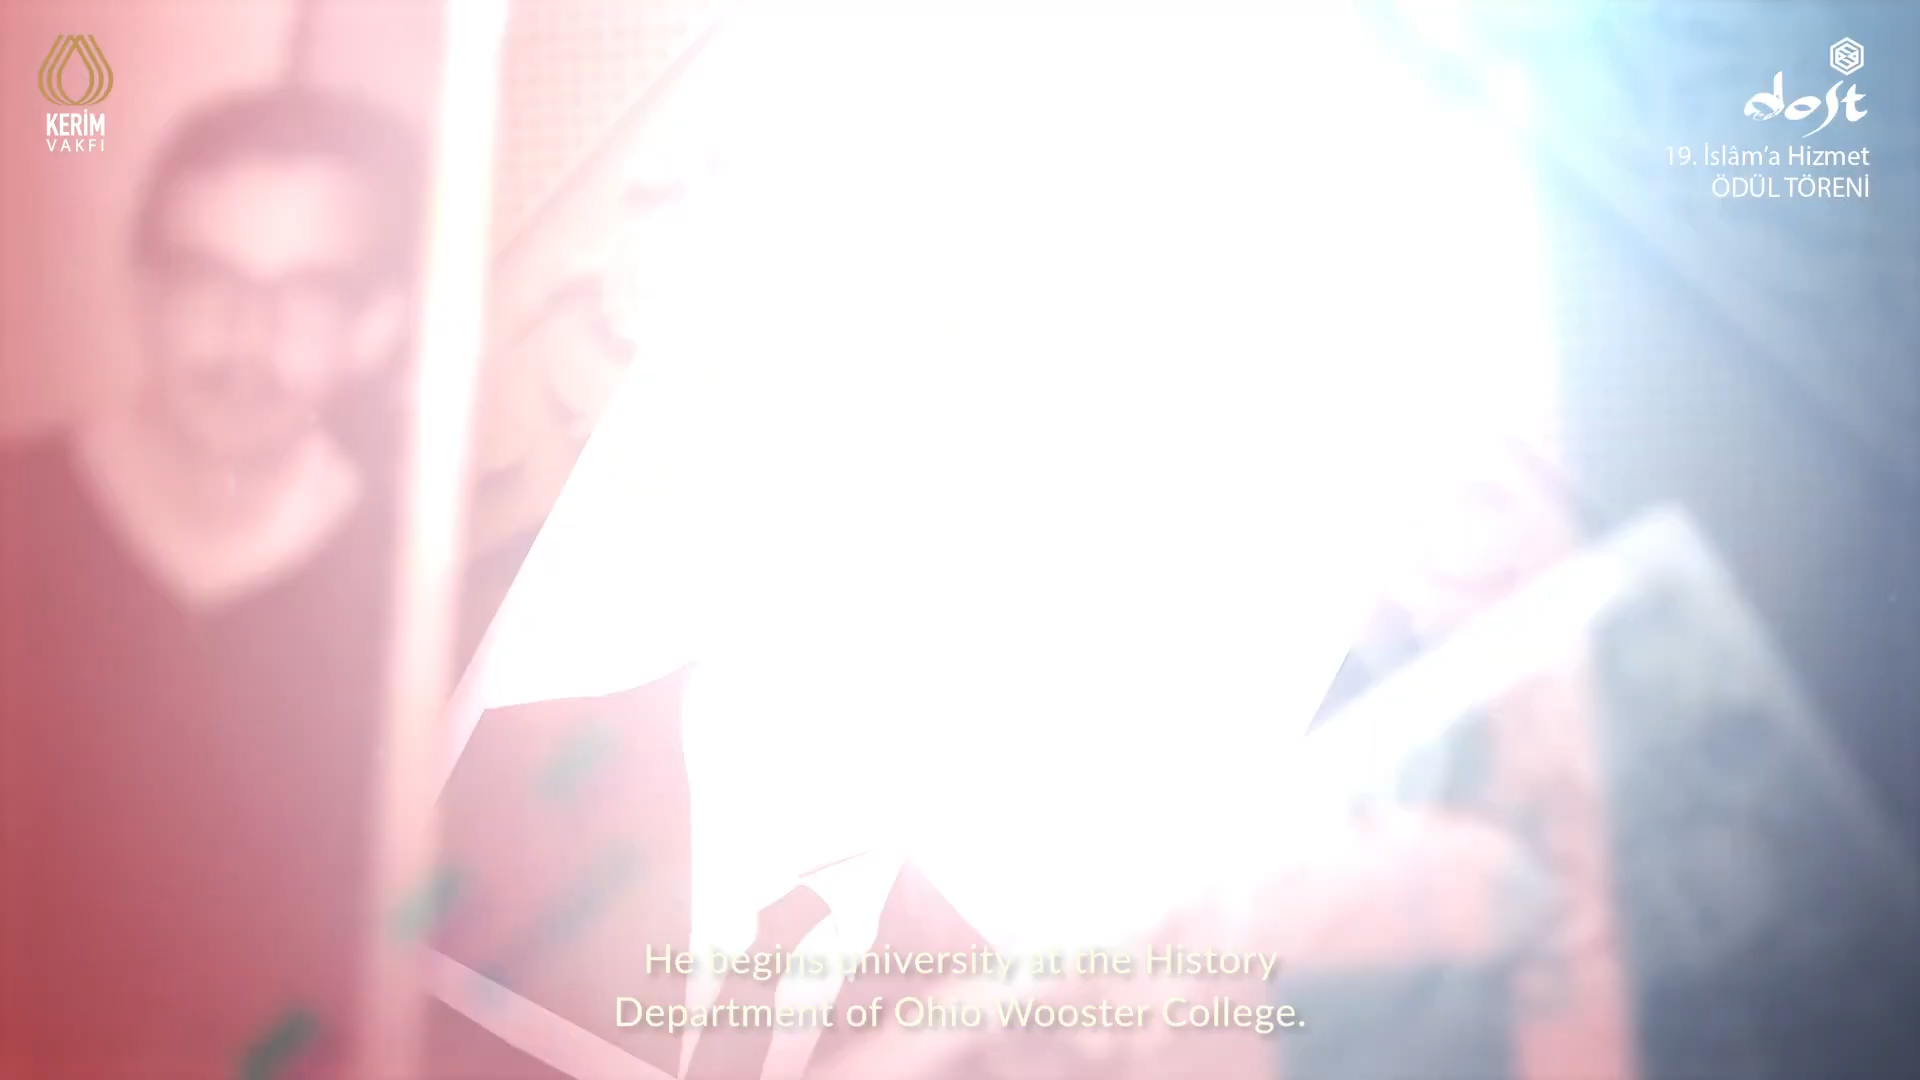 KERİM
VAKFI
dost
19. İslâm'a Hizmet
ÖDÜL TÖRENİ
He begins university at the History
Department of Ohio Wooster College.